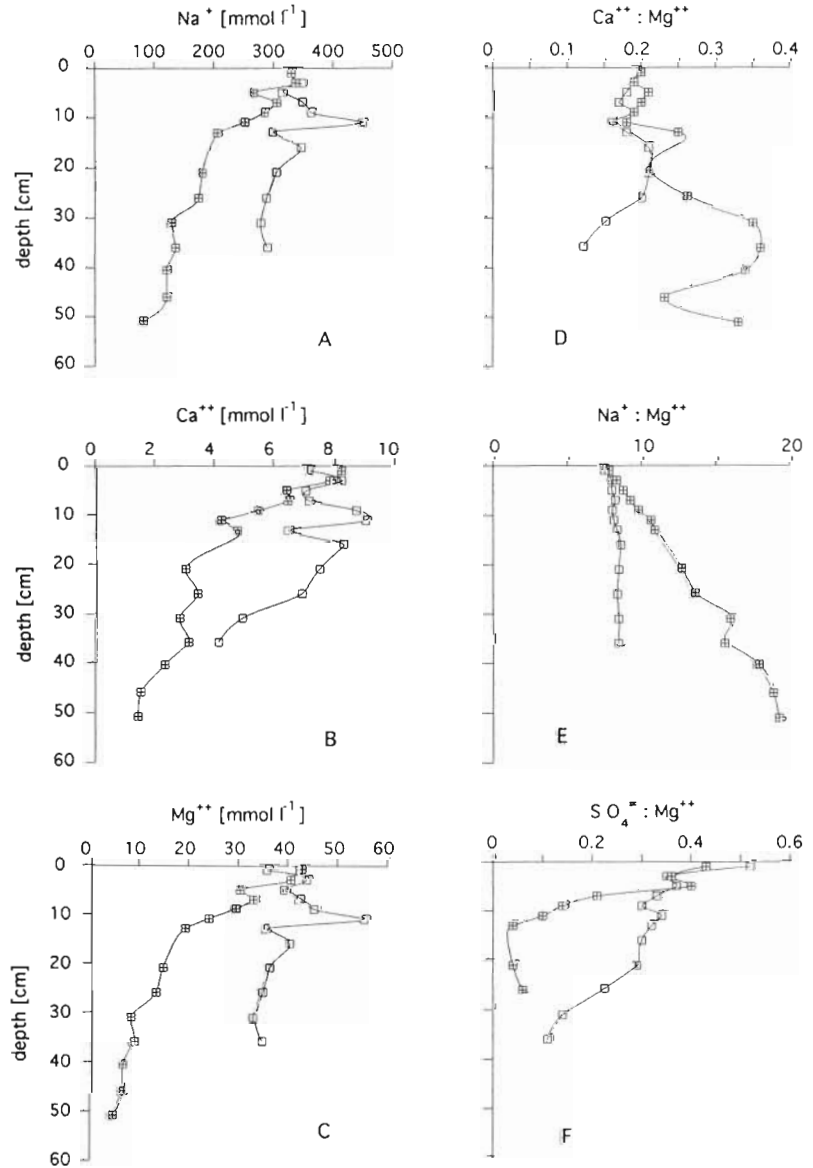 Na⁺ [mmol l⁻¹]
0 100 200 300 400 500
0
10
20
30
40
50
60
depth [cm]
A
Ca⁺⁺ : Mg⁺⁺
0 0.1 0.2 0.3 0.4
D
Ca⁺⁺ [mmol l⁻¹]
0 2 4 6 8 10
0
10
20
30
40
50
60
depth [cm]
B
Na⁺ : Mg⁺⁺
0 10 20
E
Mg⁺⁺ [mmol l⁻¹]
0 10 20 30 40 50 60
0
10
20
30
40
50
60
depth [cm]
C
SO₄⁼ : Mg⁺⁺
0 0.2 0.4 0.6
F